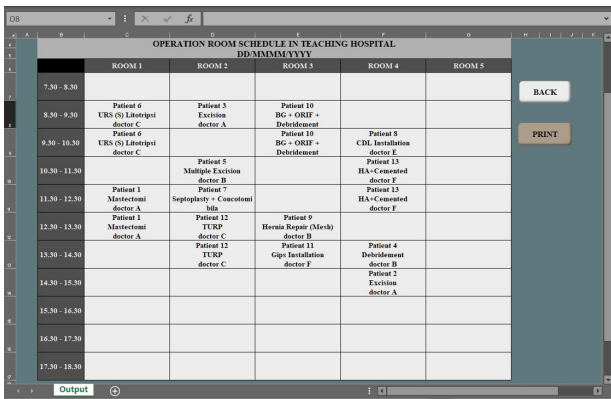 O8
fx
A B C D E F G H I J K
OPERATION ROOM SCHEDULE IN TEACHING HOSPITAL
DD/MMMM/YYYY
ROOM 1 ROOM 2 ROOM 3 ROOM 4 ROOM 5
7.30 - 8.30
BACK
8.30 - 9.30
Patient 6
URS (S) Litotripsi
doctor C
Patient 3
Excision
doctor A
Patient 10
BG + ORIF +
Debridement
PRINT
9.30 - 10.30
Patient 6
URS (S) Litotripsi
doctor C
Patient 10
BG + ORIF +
Debridement
Patient 8
CDL Installation
doctor E
10.30 - 11.30
Patient 5
Multiple Excision
doctor B
Patient 13
HA+Cemented
doctor F
11.30 - 12.30
Patient 1
Mastectomi
doctor A
Patient 7
Septoplasty + Concotomi
bila
Patient 13
HA+Cemented
doctor F
12.30 - 13.30
Patient 1
Mastectomi
doctor A
Patient 12
TURP
doctor C
Patient 9
Hernia Repair (Mesh)
doctor B
13.30 - 14.30
Patient 12
TURP
doctor C
Patient 11
Gips Installation
doctor F
Patient 4
Debridement
doctor B
14.30 - 15.30
Patient 2
Excision
doctor A
15.30 - 16.30
16.30 - 17.30
17.30 - 18.30
Output